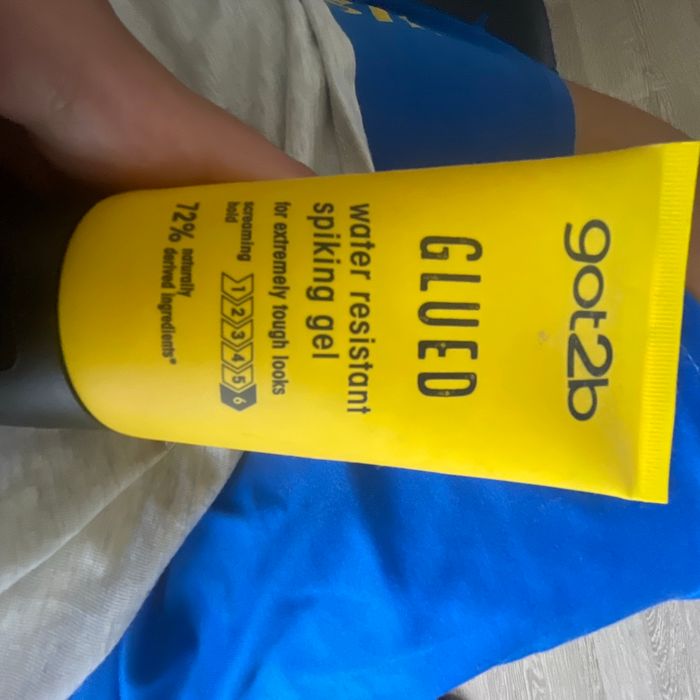 got2b
GLUED
water resistant
spiking gel
for extremely tough looks
screaming
hold
1 2 3 4 5 6
72% naturally
derived ingredients*